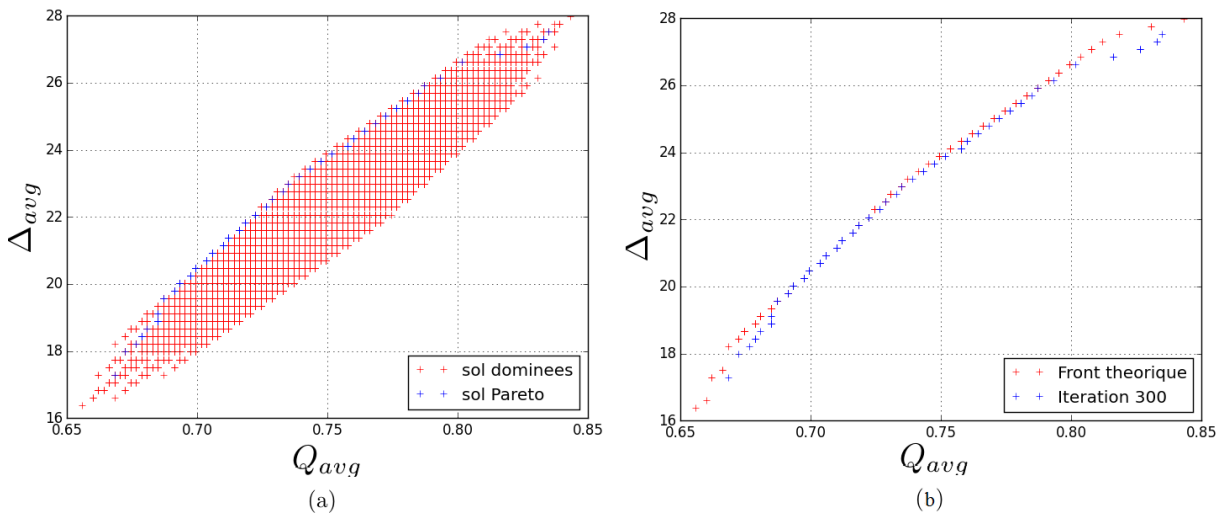 28
26
24
22
20
18
16
Δavg
0.65
0.70
0.75
0.80
0.85
Qavg
sol dominees
sol Pareto
(a)
28
26
24
22
20
18
16
Δavg
0.65
0.70
0.75
0.80
0.85
Qavg
Front theorique
Iteration 300
(b)